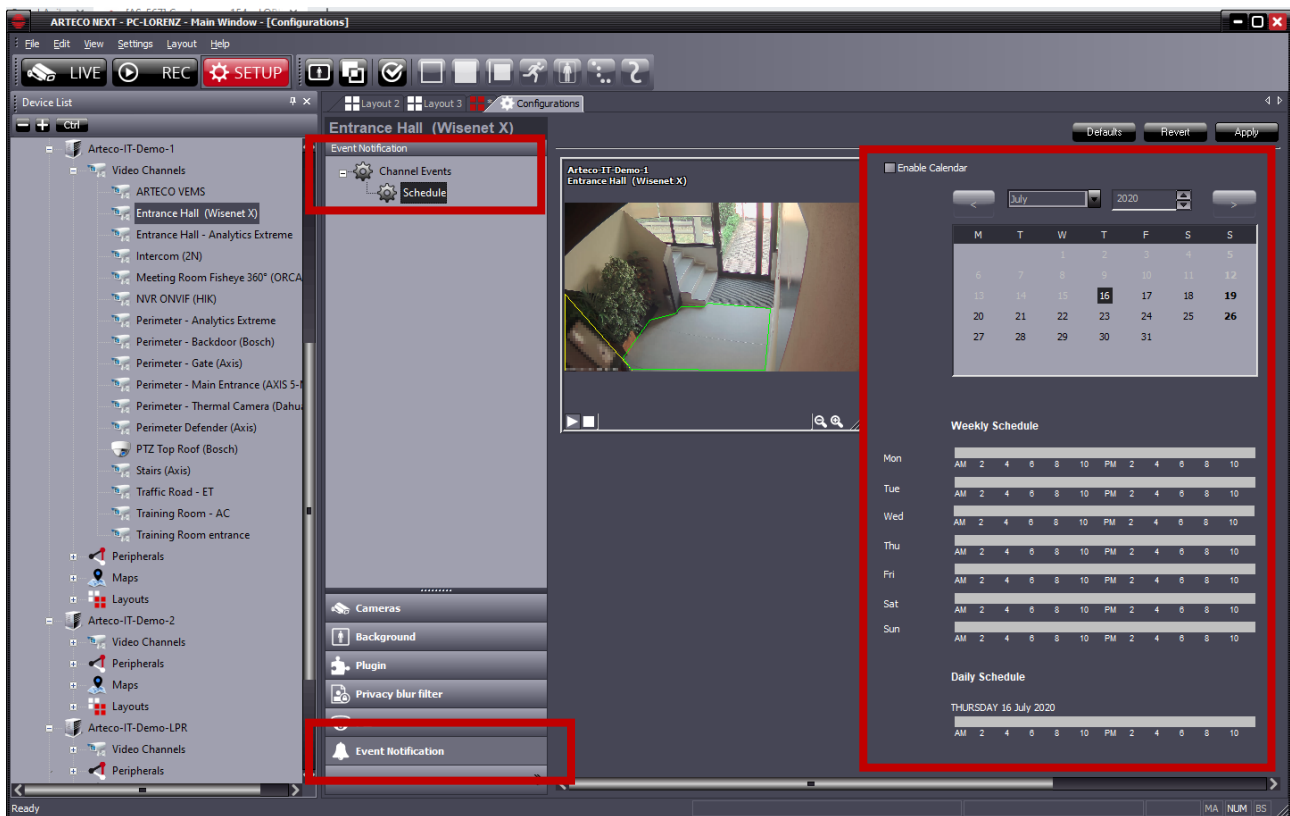 ARTECO NEXT - PC-LORENZ - Main Window - [Configurations]
File Edit View Settings Layout Help
LIVE REC SETUP
Device List
Ctrl
Arteco-IT-Demo-1
Video Channels
ARTECO VEMS
Entrance Hall (Wisenet X)
Entrance Hall - Analytics Extreme
Intercom (2N)
Meeting Room Fisheye 360° (ORCA
NVR ONVIF (HIK)
Perimeter - Analytics Extreme
Perimeter - Backdoor (Bosch)
Perimeter - Gate (Axis)
Perimeter - Main Entrance (AXIS 5-
Perimeter - Thermal Camera (Dahu
Perimeter Defender (Axis)
PTZ Top Roof (Bosch)
Stairs (Axis)
Traffic Road - ET
Training Room - AC
Training Room entrance
Peripherals
Maps
Layouts
Arteco-IT-Demo-2
Video Channels
Peripherals
Maps
Layouts
Arteco-IT-Demo-LPR
Video Channels
Peripherals
Layout 2 Layout 3 Configurations
Entrance Hall (Wisenet X)
Event Notification
Channel Events
Schedule
Cameras
Background
Plugin
Privacy blur filter
Event Notification
Defaults Revert Apply
Arteco-IT-Demo-1
Entrance Hall (Wisenet X)
Enable Calendar
< July 2020 >
M T W T F S S
1 2 3 4 5
6 7 8 9 10 11 12
13 14 15 16 17 18 19
20 21 22 23 24 25 26
27 28 29 30 31
Weekly Schedule
Mon
AM 2 4 6 8 10 PM 2 4 6 8 10
Tue
AM 2 4 6 8 10 PM 2 4 6 8 10
Wed
AM 2 4 6 8 10 PM 2 4 6 8 10
Thu
AM 2 4 6 8 10 PM 2 4 6 8 10
Fri
AM 2 4 6 8 10 PM 2 4 6 8 10
Sat
AM 2 4 6 8 10 PM 2 4 6 8 10
Sun
AM 2 4 6 8 10 PM 2 4 6 8 10
Daily Schedule
THURSDAY 16 July 2020
AM 2 4 6 8 10 PM 2 4 6 8 10
Ready
MA NUM BS